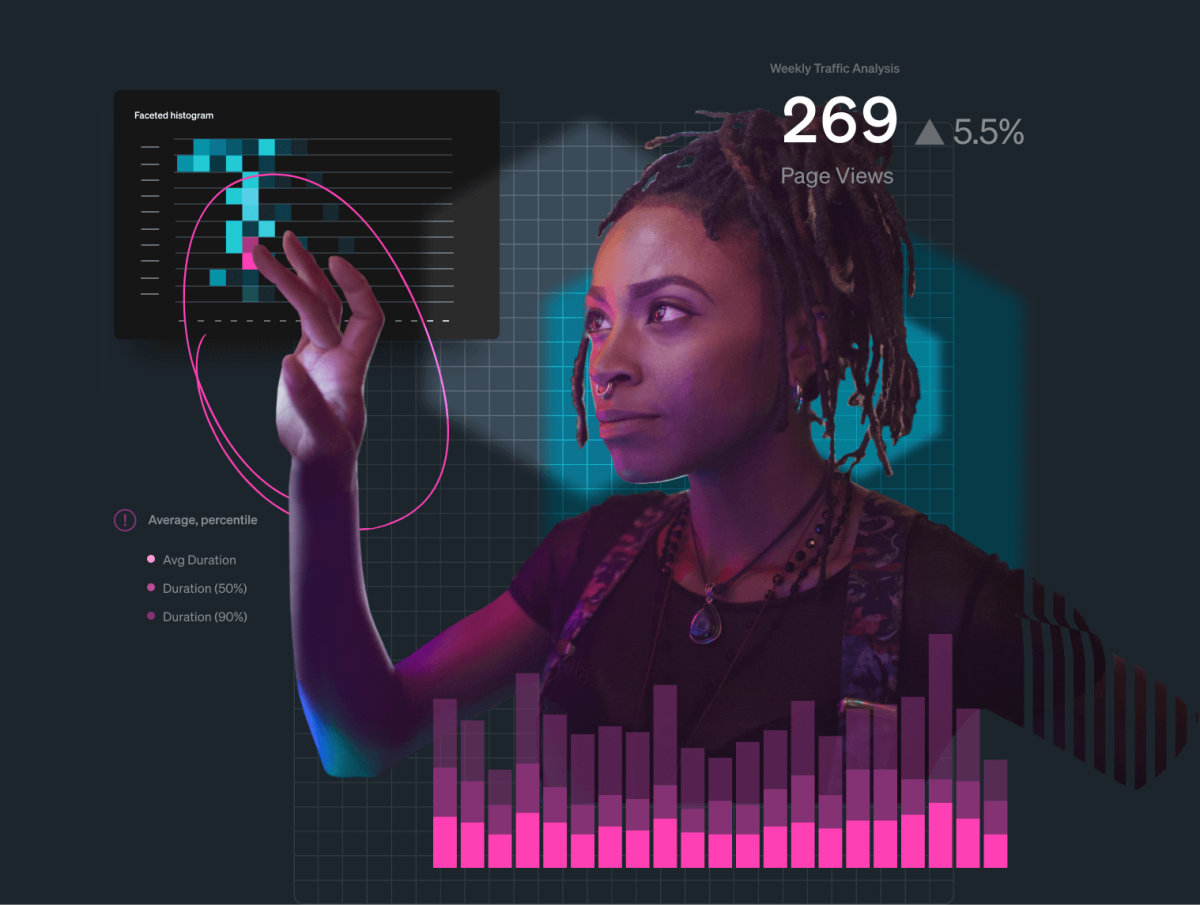 Weekly Traffic Analysis
269 ▲ 5.5%
Page Views
Faceted histogram
! Average, percentile
Avg Duration
Duration (50%)
Duration (90%)